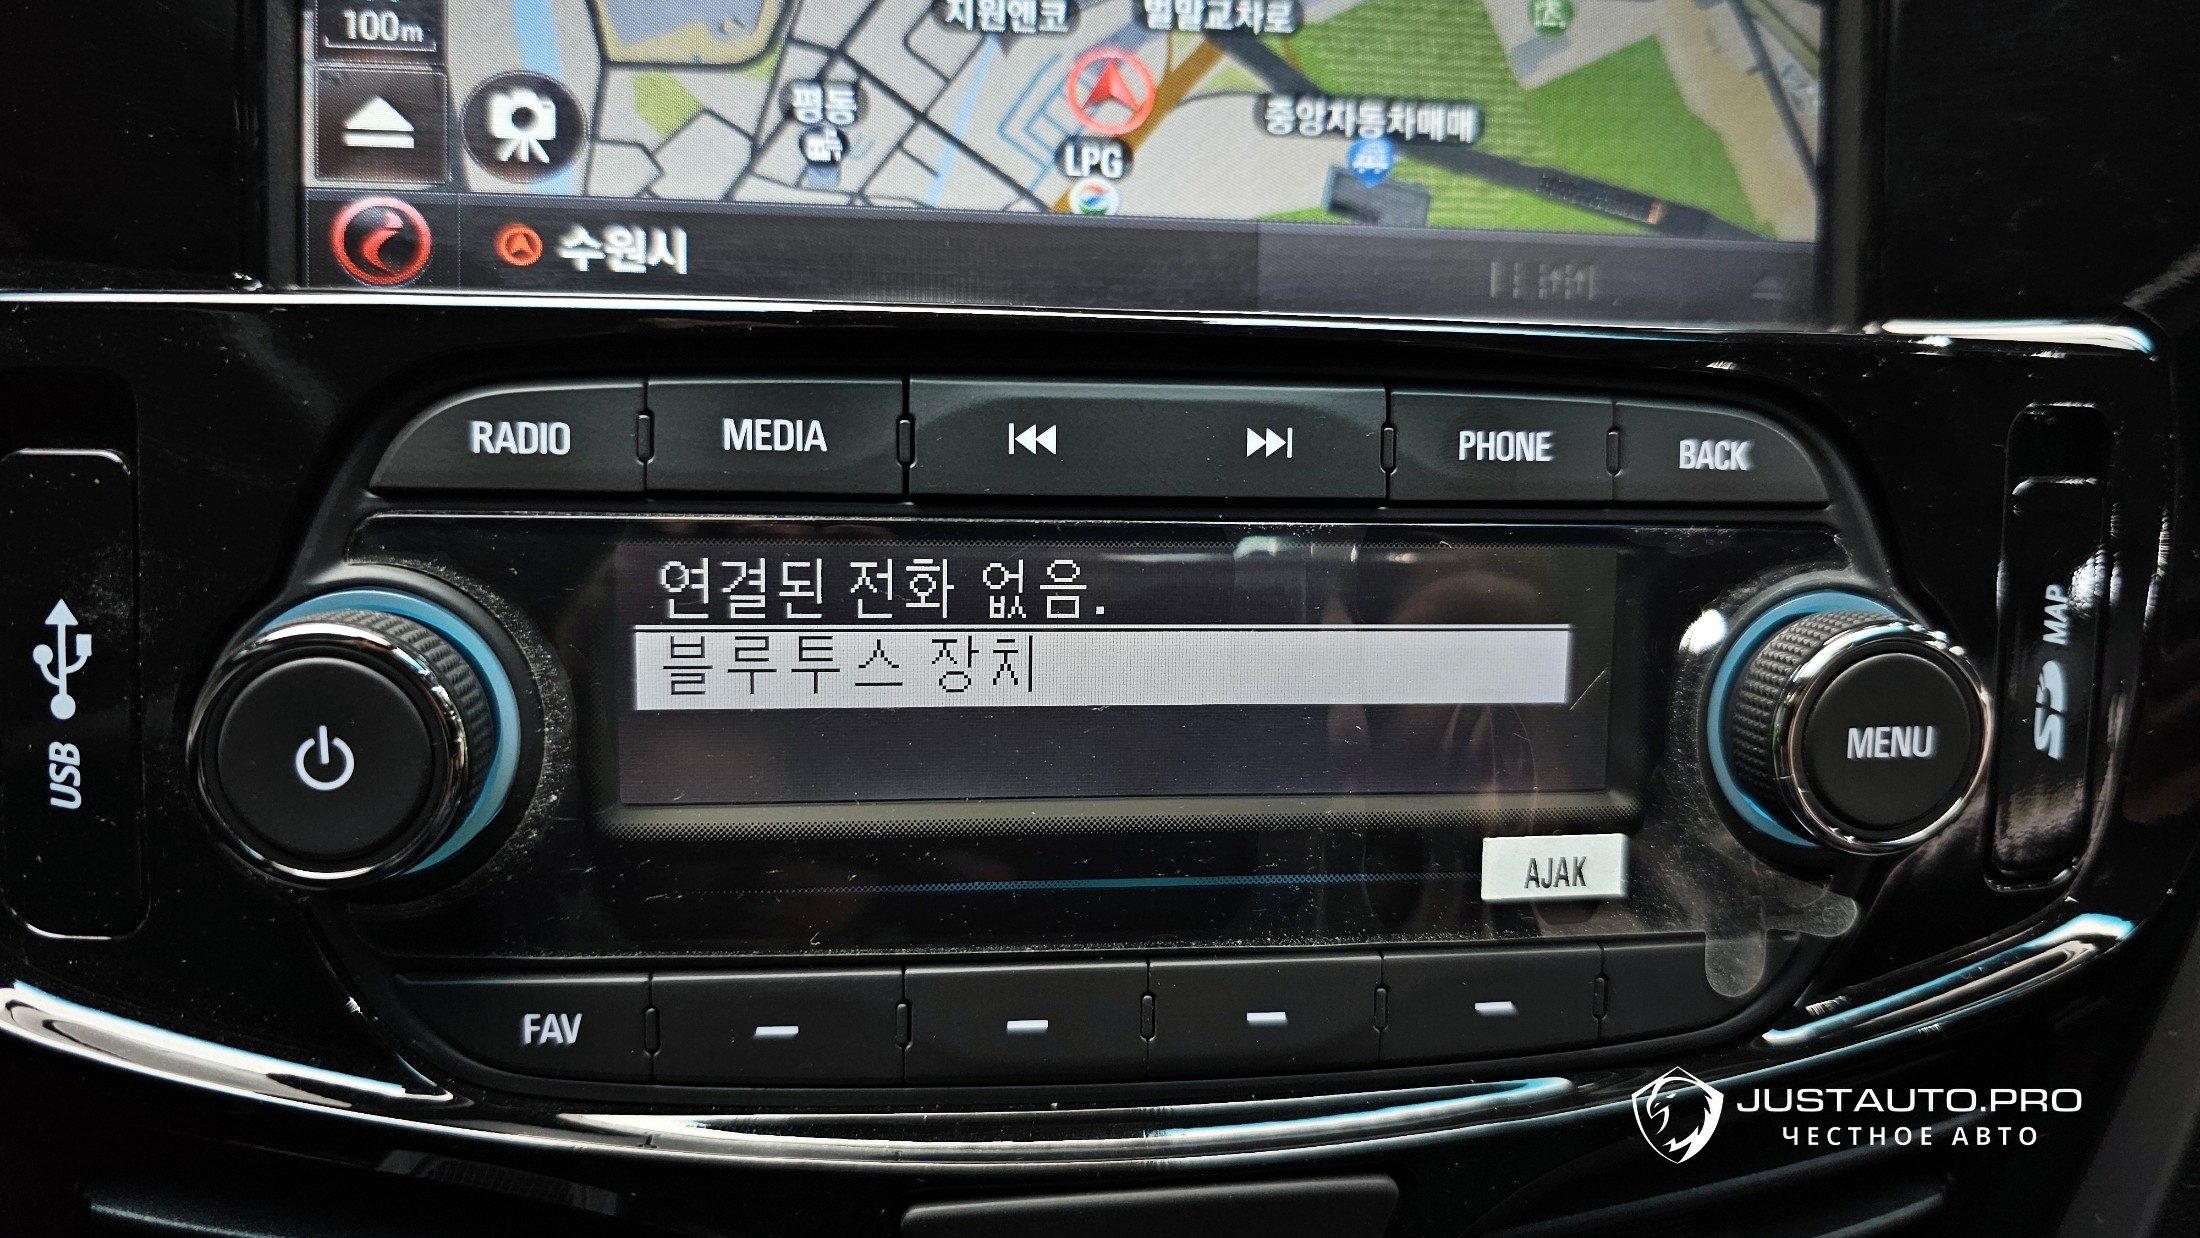 지원엔코
벌말교차로
100m
평동
중앙자동차매매
LPG
수원시
RADIO
MEDIA
PHONE
BACK
연결된 전화 없음.
블루투스 장치
USB
MENU
SD MAP
AJAK
FAV
JUSTAUTO.PRO
ЧЕСТНОЕ АВТО